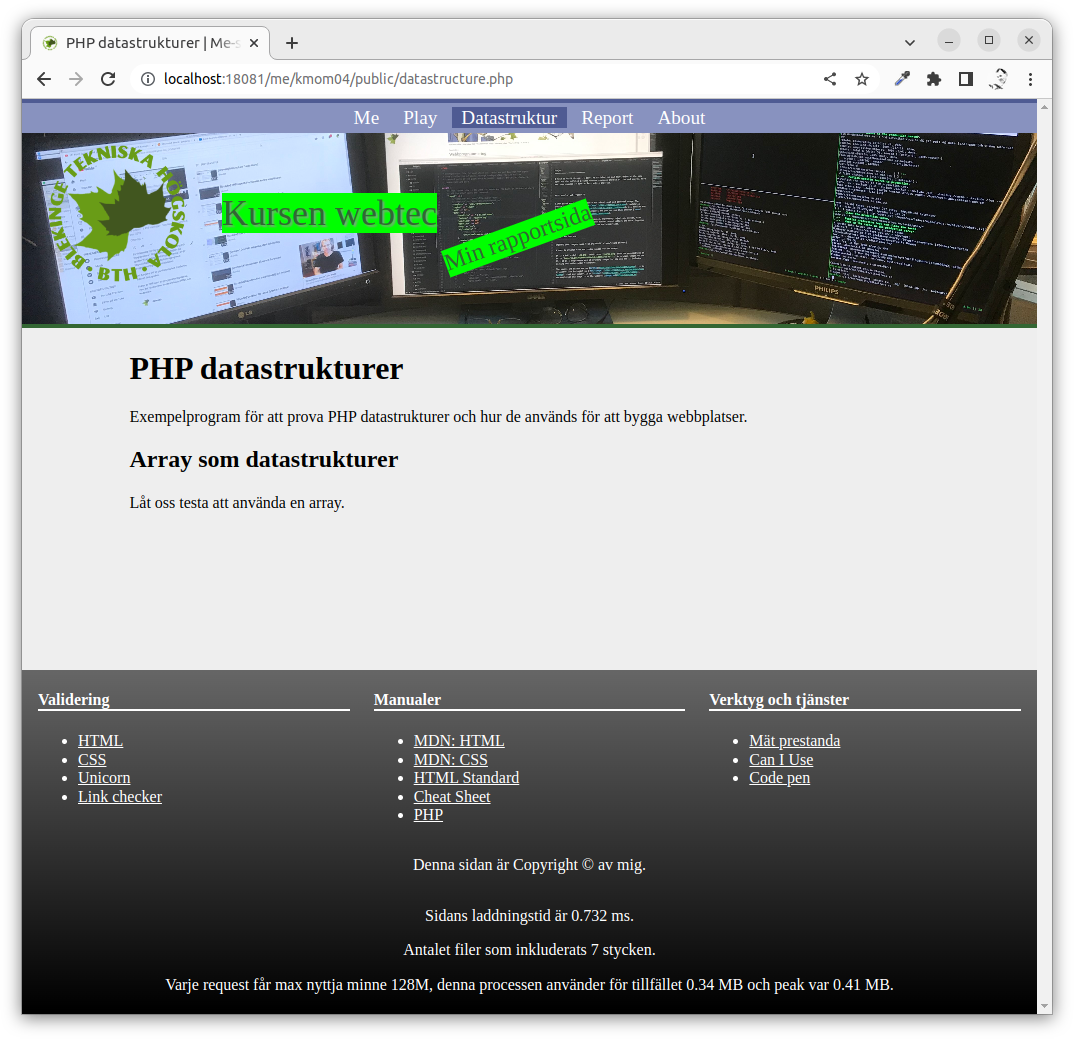 PHP datastrukturer | Me-s
localhost:18081/me/kmom04/public/datastructure.php
Me Play Datastruktur Report About
BLEKINGE TEKNISKA HÖGSKOLA
BTH
Kursen webtec
Min rapportsida
PHILIPS
PHP datastrukturer
Exempelprogram för att prova PHP datastrukturer och hur de används för att bygga webbplatser.
Array som datastrukturer
Låt oss testa att använda en array.
Validering Manualer Verktyg och tjänster
HTML MDN: HTML Mät prestanda
CSS MDN: CSS Can I Use
Unicorn HTML Standard Code pen
Link checker Cheat Sheet
PHP
Denna sidan är Copyright © av mig.
Sidans laddningstid är 0.732 ms.
Antalet filer som inkluderats 7 stycken.
Varje request får max nyttja minne 128M, denna processen använder för tillfället 0.34 MB och peak var 0.41 MB.